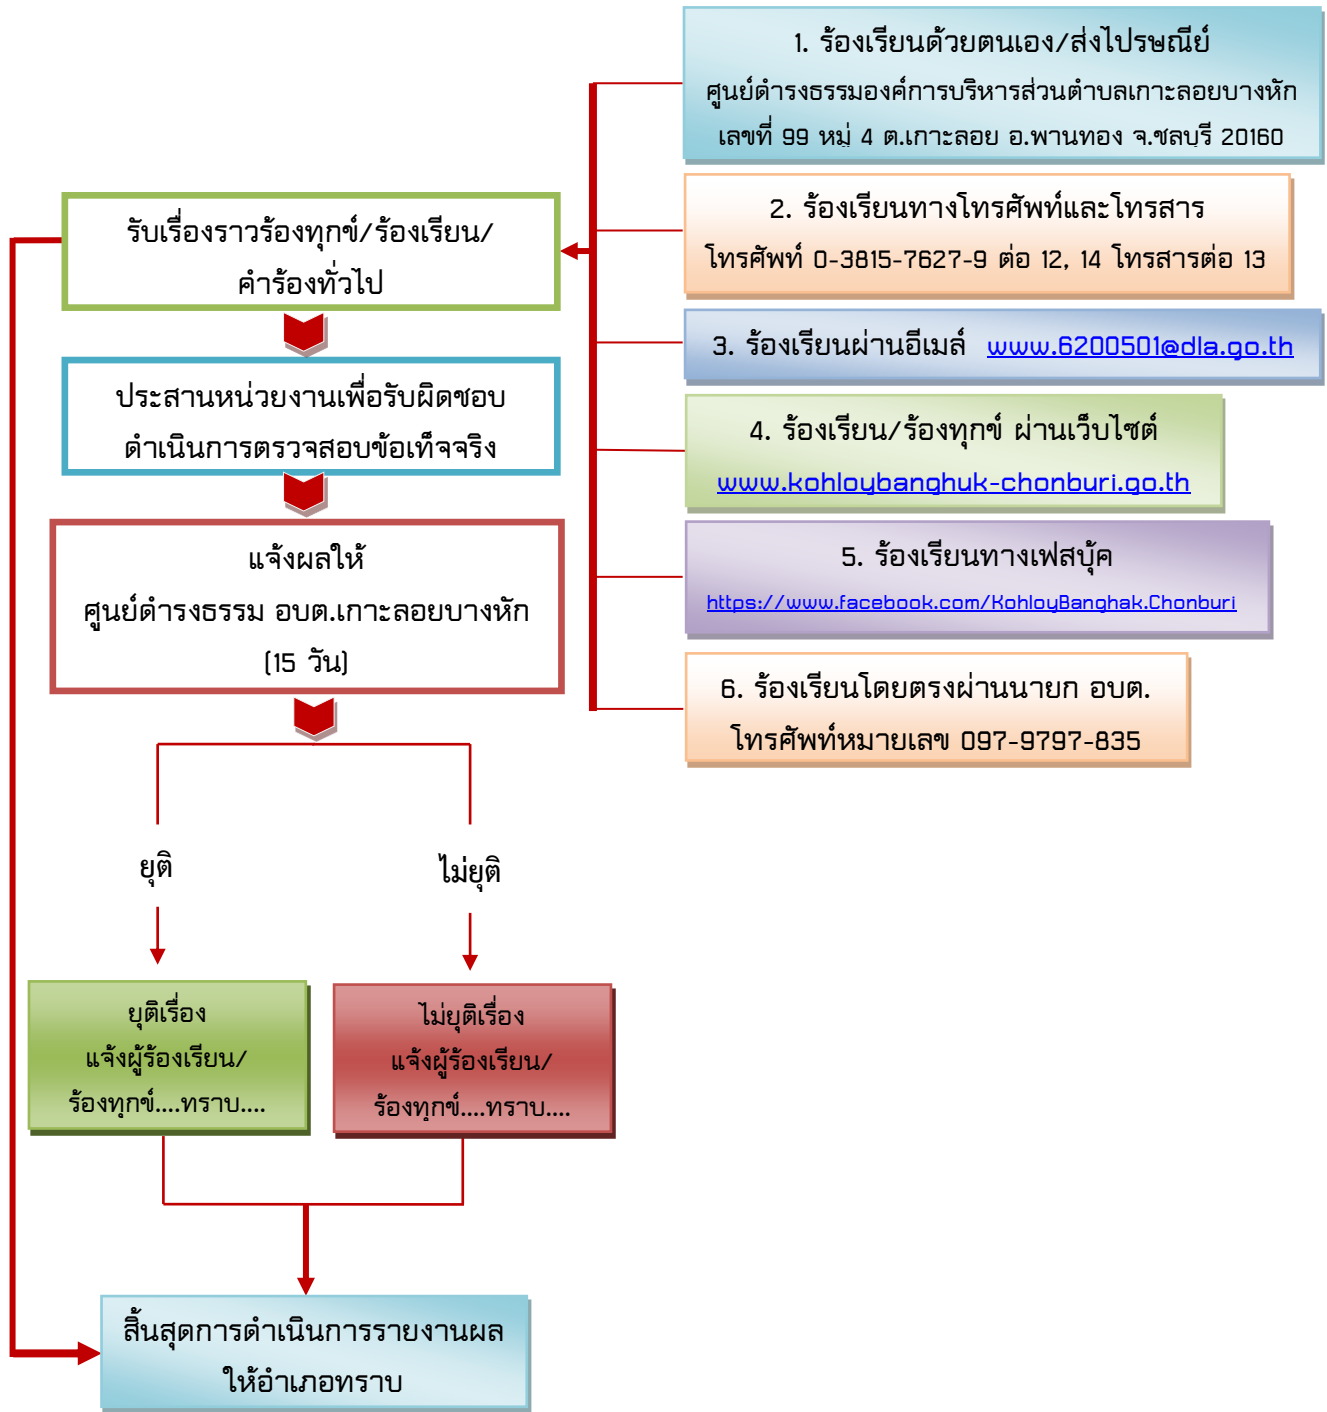 1. ร้องเรียนด้วยตนเอง/ส่งไปรษณีย์
ศูนย์ดำรงธรรมองค์การบริหารส่วนตำบลเกาะลอยบางหัก
เลขที่ 99 หมู่ 4 ต.เกาะลอย อ.พานทอง จ.ชลบุรี 20160
2. ร้องเรียนทางโทรศัพท์และโทรสาร
โทรศัพท์ 0-3815-7627-9 ต่อ 12, 14 โทรสารต่อ 13
3. ร้องเรียนผ่านอีเมล์ www.6200501@dla.go.th
4. ร้องเรียน/ร้องทุกข์ ผ่านเว็บไซต์
www.kohloybanghuk-chonburi.go.th
5. ร้องเรียนทางเฟสบุ้ค
https://www.facebook.com/KohloyBanghak.Chonburi
6. ร้องเรียนโดยตรงผ่านนายก อบต.
โทรศัพท์หมายเลข 097-9797-835
รับเรื่องราวร้องทุกข์/ร้องเรียน/
คำร้องทั่วไป
ประสานหน่วยงานเพื่อรับผิดชอบ
ดำเนินการตรวจสอบข้อเท็จจริง
แจ้งผลให้
ศูนย์ดำรงธรรม อบต.เกาะลอยบางหัก
(15 วัน)
ยุติ
ไม่ยุติ
ยุติเรื่อง
แจ้งผู้ร้องเรียน/
ร้องทุกข์....ทราบ....
ไม่ยุติเรื่อง
แจ้งผู้ร้องเรียน/
ร้องทุกข์....ทราบ....
สิ้นสุดการดำเนินการรายงานผล
ให้อำเภอทราบ